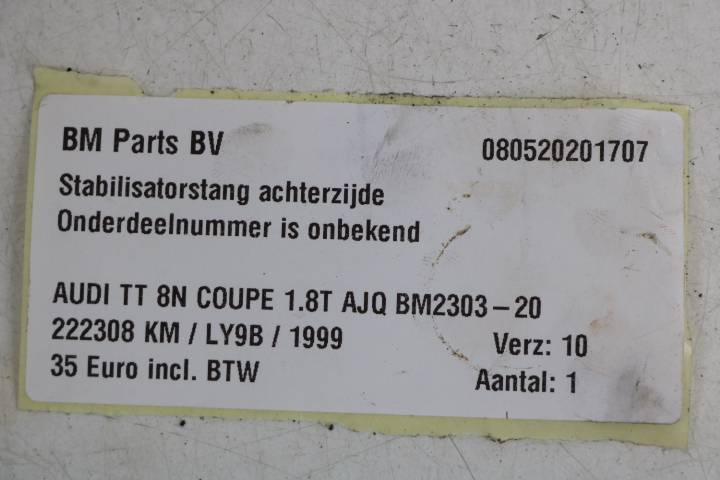 BM Parts BV 080520201707
Stabilisatorstang achterzijde
Onderdeelnummer is onbekend
AUDI TT 8N COUPE 1.8T AJQ BM2303-20
222308 KM / LY9B / 1999 Verz: 10
35 Euro incl. BTW Aantal: 1